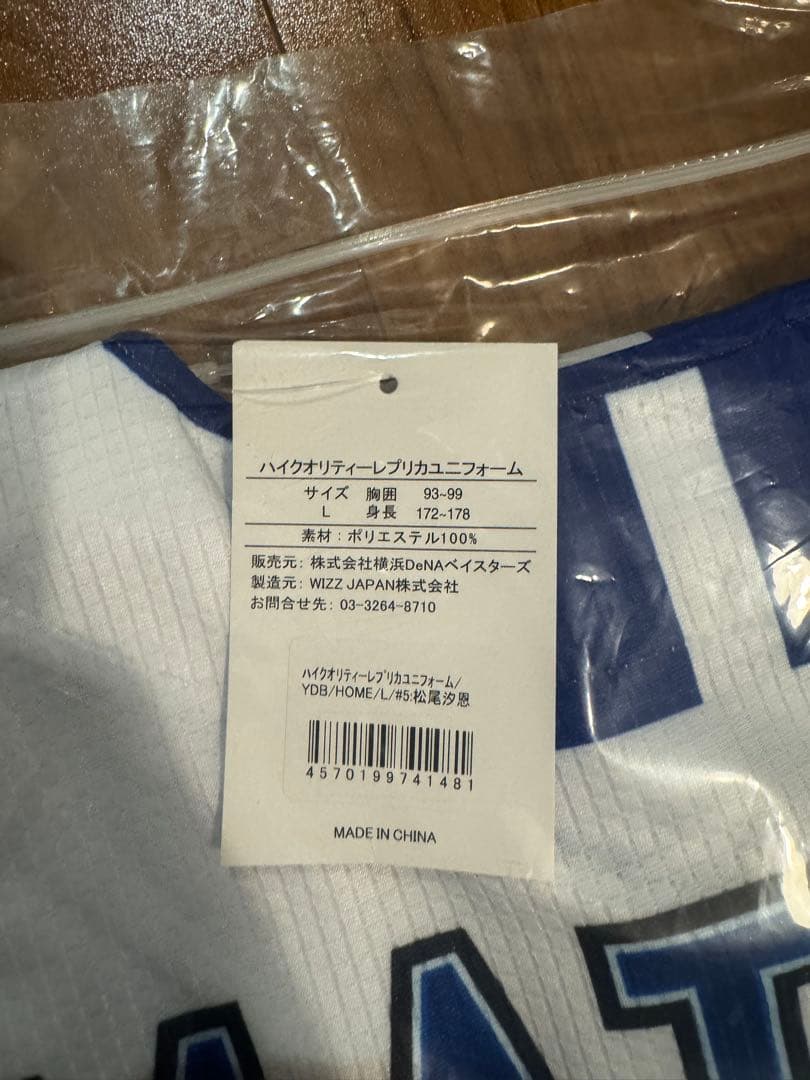 ハイクオリティーレプリカユニフォーム
サイズ 胸囲 93~99
L 身長 172~178
素材：ポリエステル100%
販売元：株式会社横浜DeNAベイスターズ
製造元：WIZZ JAPAN株式会社
お問合せ先：03-3264-8710
ﾊｲｸｵﾘﾃｨｰﾚﾌﾟﾘｶﾕﾆﾌｫｰﾑ/
YDB/HOME/L/#5:松尾汐恩
4570199741481
MADE IN CHINA
MAT